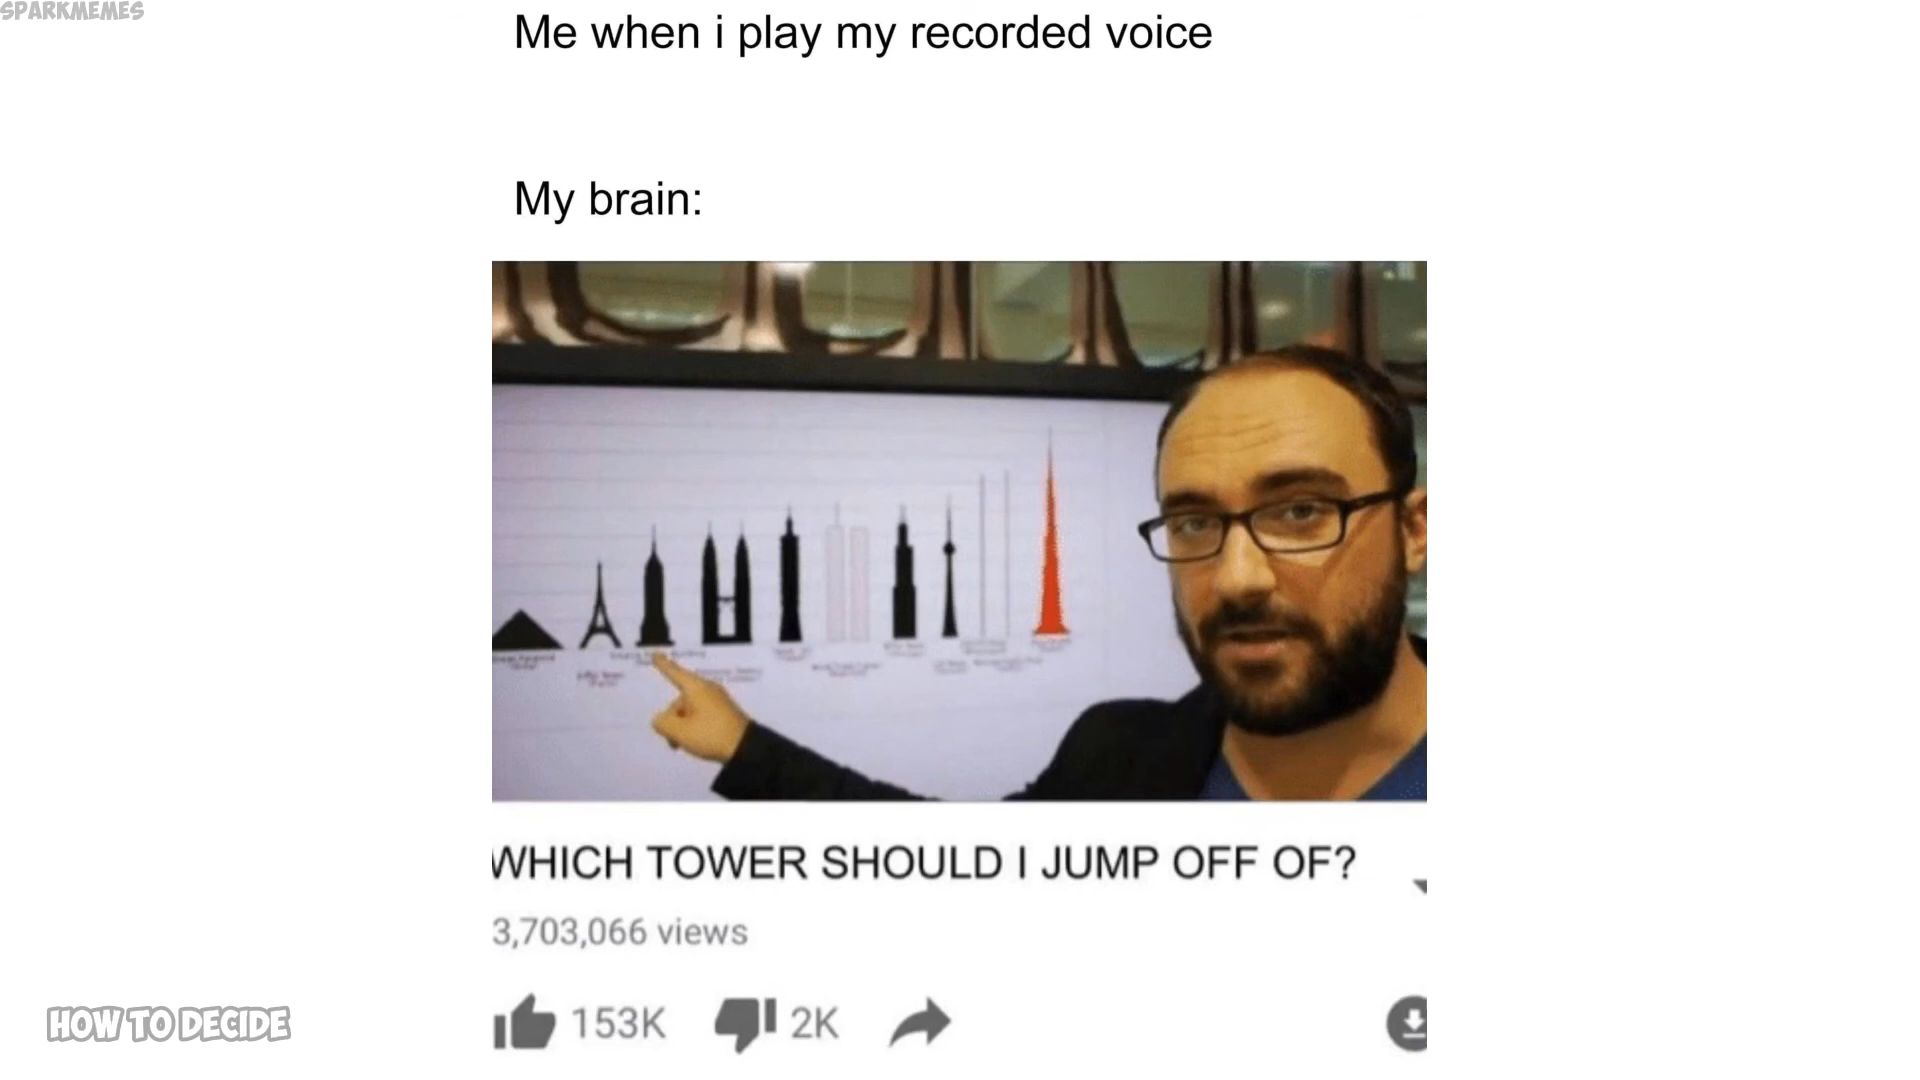 SPARKMEMES
Me when i play my recorded voice
My brain:
WHICH TOWER SHOULD I JUMP OFF OF?
3,703,066 views
153K 2K
HOW TO DECIDE